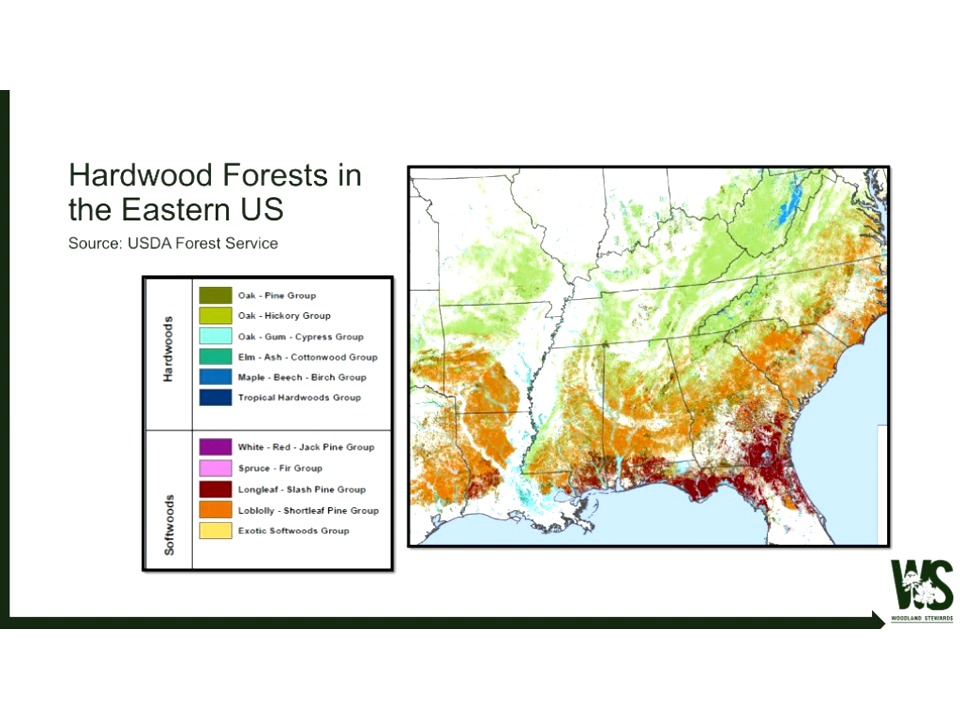 Hardwood Forests in
the Eastern US
Source: USDA Forest Service
Hardwoods
Oak - Pine Group
Oak - Hickory Group
Oak - Gum - Cypress Group
Elm - Ash - Cottonwood Group
Maple - Beech - Birch Group
Tropical Hardwoods Group
Softwoods
White - Red - Jack Pine Group
Spruce - Fir Group
Longleaf - Slash Pine Group
Loblolly - Shortleaf Pine Group
Exotic Softwoods Group
WS
WOODLAND STEWARDS